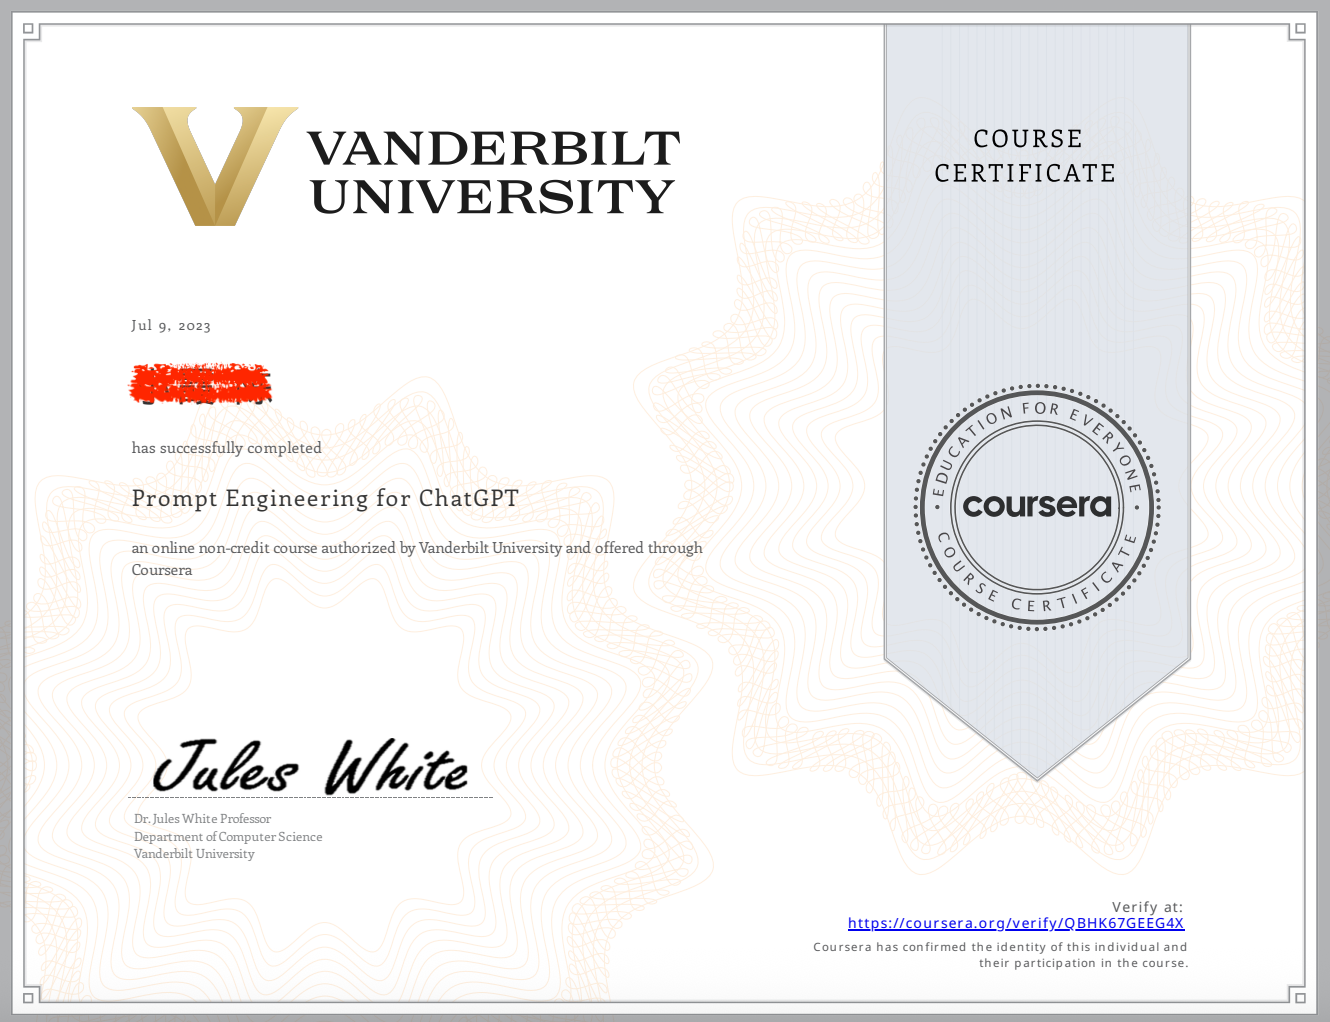 VANDERBILT
UNIVERSITY
COURSE
CERTIFICATE
Jul 9, 2023
has successfully completed
Prompt Engineering for ChatGPT
an online non-credit course authorized by Vanderbilt University and offered through
Coursera
EDUCATION FOR EVERYONE
coursera
COURSE CERTIFICATE
Jules White
Dr. Jules White Professor
Department of Computer Science
Vanderbilt University
Verify at:
https://coursera.org/verify/QBHK67GEEG4X
Coursera has confirmed the identity of this individual and
their participation in the course.